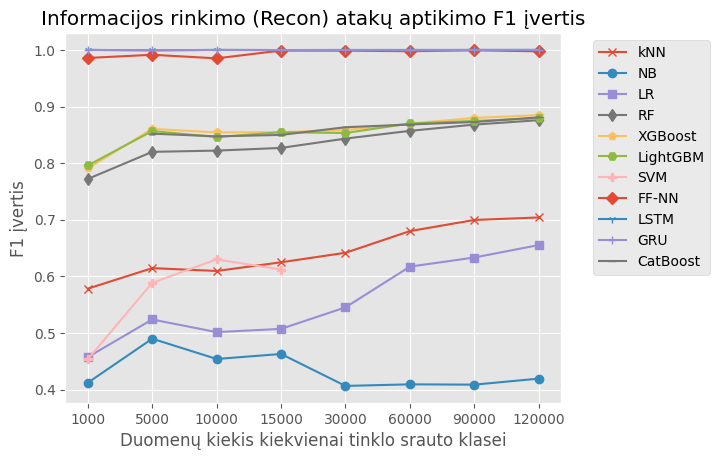 Informacijos rinkimo (Recon) atakų aptikimo F1 įvertis
1.0
0.9
0.8
0.7
0.6
0.5
0.4
F1 įvertis
1000 5000 10000 15000 30000 60000 90000 120000
Duomenų kiekis kiekvienai tinklo srauto klasei
kNN
NB
LR
RF
XGBoost
LightGBM
SVM
FF-NN
LSTM
GRU
CatBoost